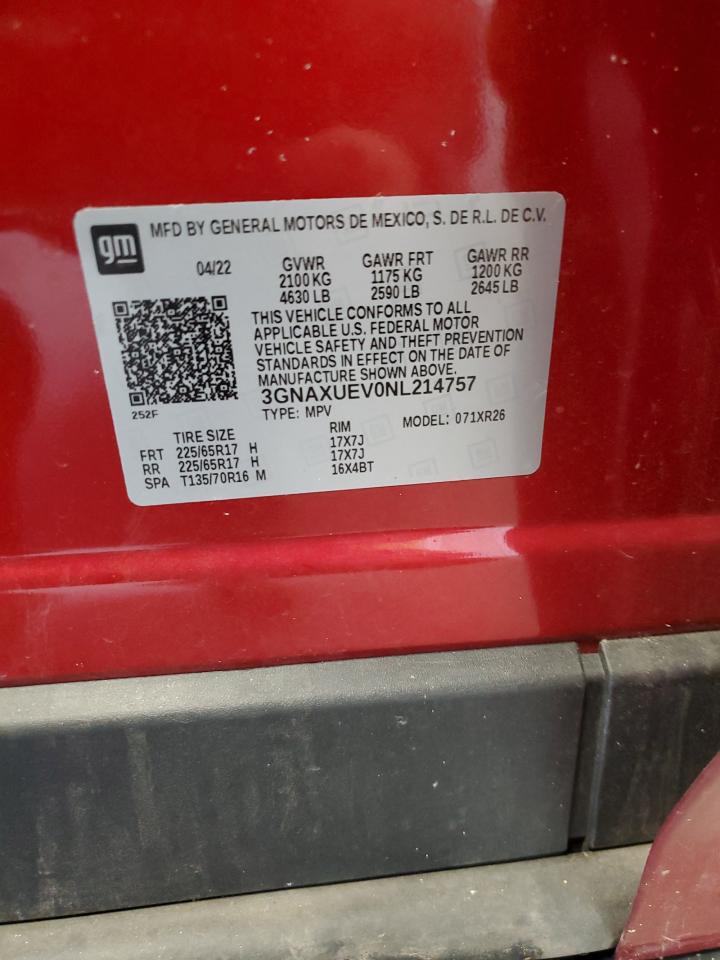 gm MFD BY GENERAL MOTORS DE MEXICO, S. DE R.L. DE C.V.
04/22 GVWR GAWR FRT GAWR RR
2100 KG 1175 KG 1200 KG
4630 LB 2590 LB 2645 LB
THIS VEHICLE CONFORMS TO ALL
APPLICABLE U.S. FEDERAL MOTOR
VEHICLE SAFETY AND THEFT PREVENTION
STANDARDS IN EFFECT ON THE DATE OF
MANUFACTURE SHOWN ABOVE.
3GNAXUEV0NL214757
252F TYPE: MPV MODEL: 071XR26
TIRE SIZE RIM
FRT 225/65R17 H 17X7J
RR 225/65R17 H 17X7J
SPA T135/70R16 M 16X4BT